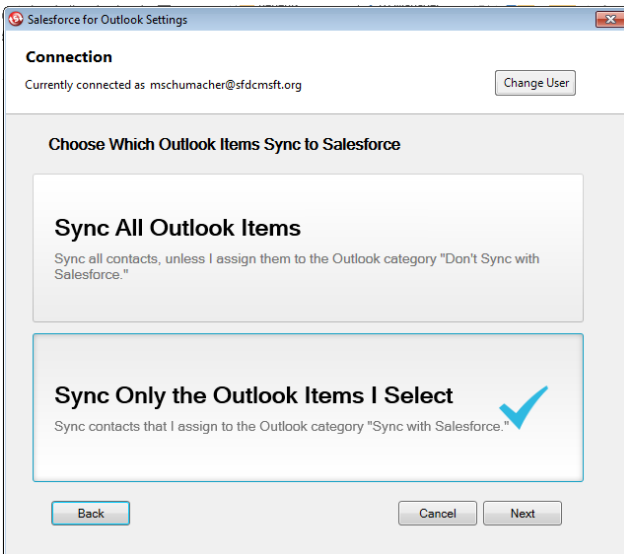 Salesforce for Outlook Settings
Connection
Currently connected as mschumacher@sfdcmsft.org
Change User
Choose Which Outlook Items Sync to Salesforce
Sync All Outlook Items
Sync all contacts, unless I assign them to the Outlook category "Don't Sync with
Salesforce."
Sync Only the Outlook Items I Select
Sync contacts that I assign to the Outlook category "Sync with Salesforce."
Back
Cancel
Next